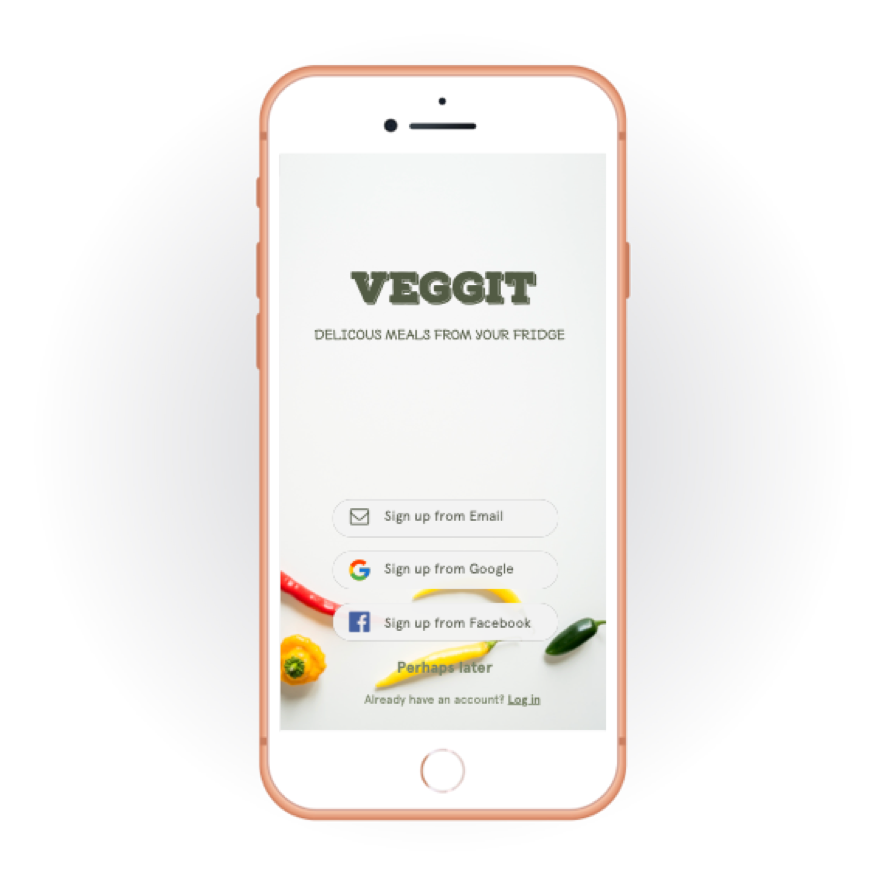 VEGGIT
DELICOUS MEALS FROM YOUR FRIDGE
Sign up from Email
Sign up from Google
Sign up from Facebook
Perhaps later
Already have an account? Log in